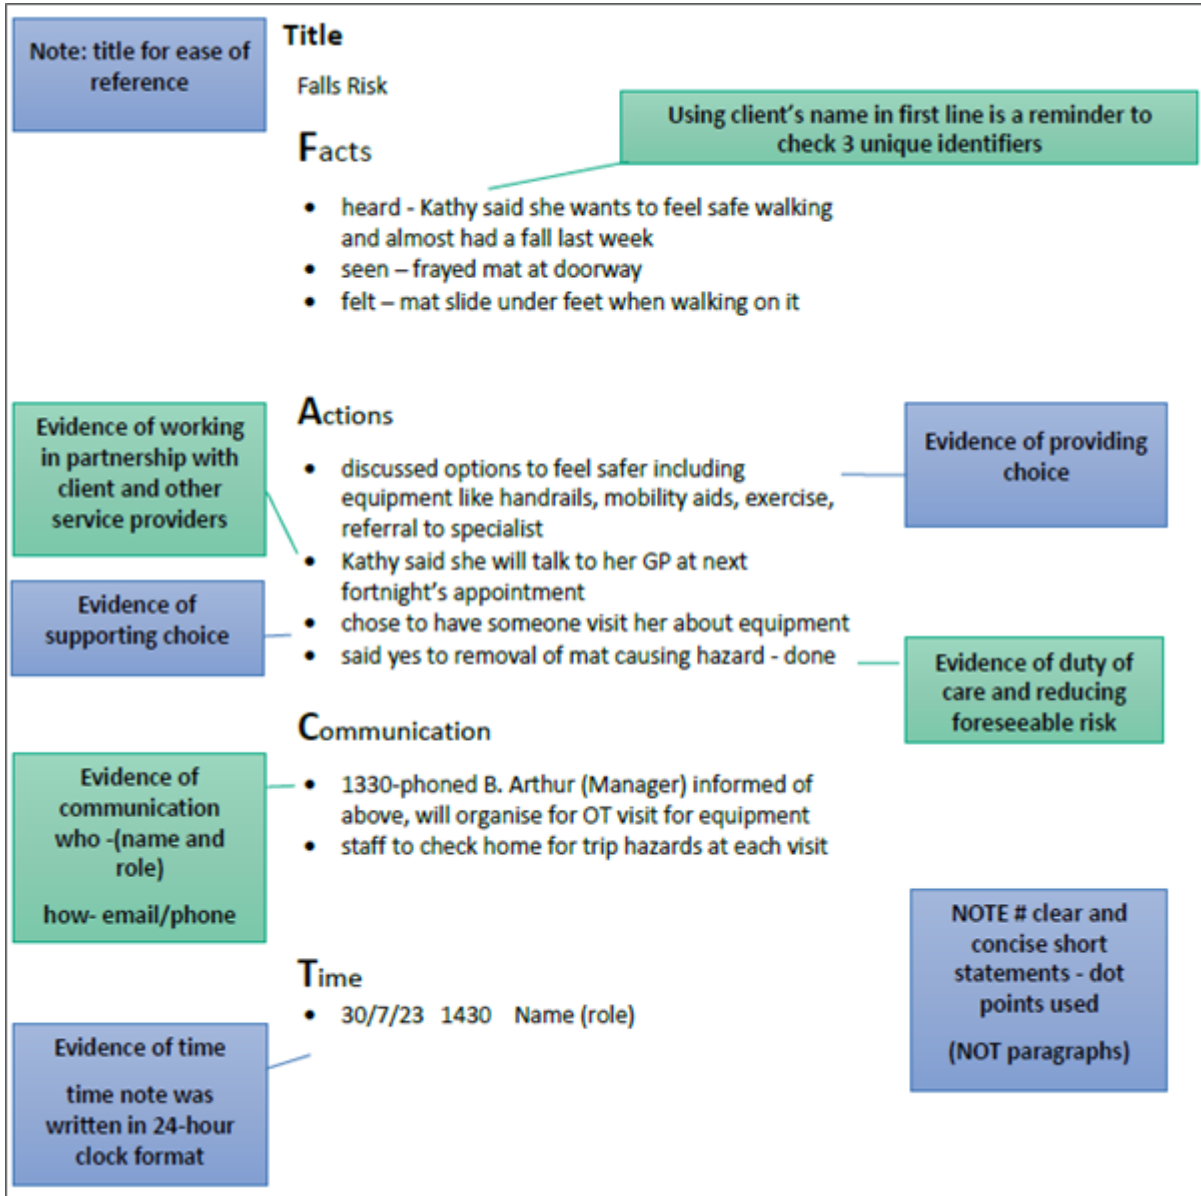 Note: title for ease of
reference
Title
Falls Risk
Using client's name in first line is a reminder to
check 3 unique identifiers
Facts
• heard - Kathy said she wants to feel safe walking
and almost had a fall last week
• seen – frayed mat at doorway
• felt – mat slide under feet when walking on it
Evidence of working
in partnership with
client and other
service providers
Actions
Evidence of providing
choice
• discussed options to feel safer including
equipment like handrails, mobility aids, exercise,
referral to specialist
• Kathy said she will talk to her GP at next
fortnight's appointment
Evidence of
supporting choice
• chose to have someone visit her about equipment
• said yes to removal of mat causing hazard - done
Evidence of duty of
care and reducing
foreseeable risk
Communication
Evidence of
communication
who -(name and
role)
how- email/phone
• 1330-phoned B. Arthur (Manager) informed of
above, will organise for OT visit for equipment
• staff to check home for trip hazards at each visit
NOTE # clear and
concise short
statements - dot
points used
(NOT paragraphs)
Time
• 30/7/23 1430 Name (role)
Evidence of time
time note was
written in 24-hour
clock format